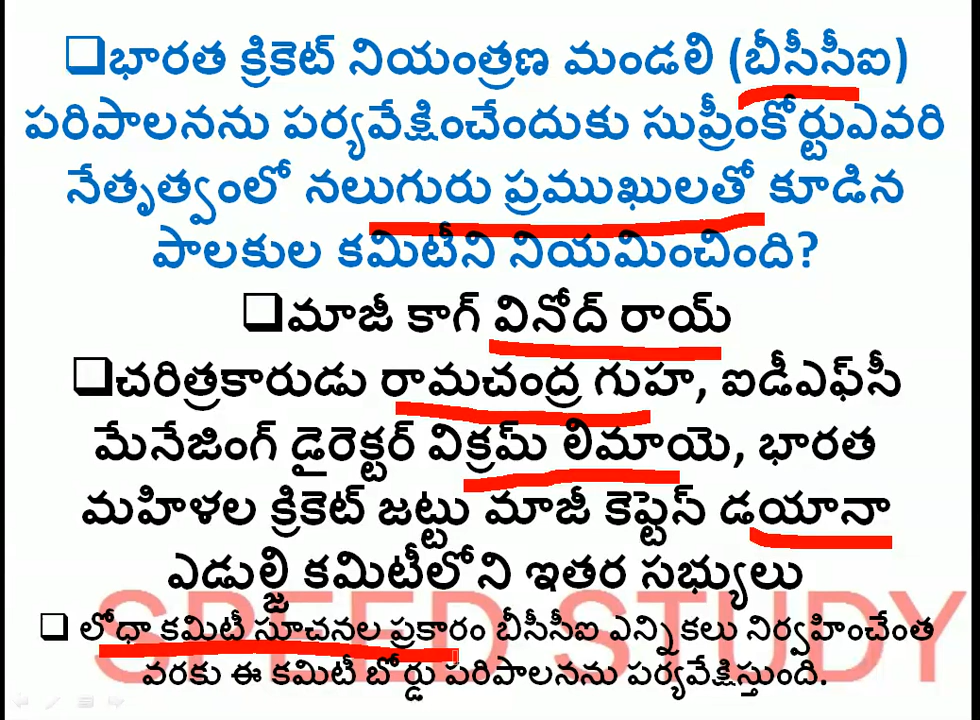 భారత క్రికెట్ నియంత్రణ మండలి (బీసీసీఐ)
పరిపాలనను పర్యవేక్షించేందుకు సుప్రీంకోర్టుఎవరి
నేతృత్వంలో నలుగురు ప్రముఖులతో కూడిన
పాలకుల కమిటీని నియమించింది?
మాజీ కాగ్ వినోద్ రాయ్
చరిత్రకారుడు రామచంద్ర గుహ, ఐడీఎఫ్‌సీ
మేనేజింగ్ డైరెక్టర్ విక్రమ్ లిమాయె, భారత
మహిళల క్రికెట్ జట్టు మాజీ కెప్టెన్ డయానా
ఎడుల్జి కమిటీలోని ఇతర సభ్యులు
SPEED STUDY
లోధా కమిటీ సూచనల ప్రకారం బీసీసీఐ ఎన్నికలు నిర్వహించేంత
వరకు ఈ కమిటీ బోర్డు పరిపాలనను పర్యవేక్షిస్తుంది.